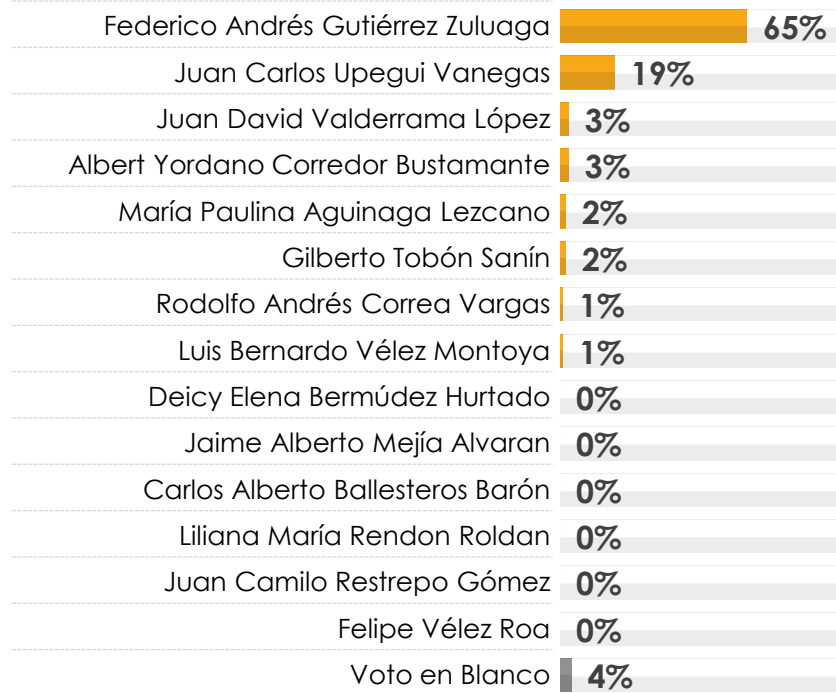 Federico Andrés Gutiérrez Zuluaga 65%
Juan Carlos Upegui Vanegas 19%
Juan David Valderrama López 3%
Albert Yordano Corredor Bustamante 3%
María Paulina Aguinaga Lezcano 2%
Gilberto Tobón Sanín 2%
Rodolfo Andrés Correa Vargas 1%
Luis Bernardo Vélez Montoya 1%
Deicy Elena Bermúdez Hurtado 0%
Jaime Alberto Mejía Alvaran 0%
Carlos Alberto Ballesteros Barón 0%
Liliana María Rendon Roldan 0%
Juan Camilo Restrepo Gómez 0%
Felipe Vélez Roa 0%
Voto en Blanco 4%